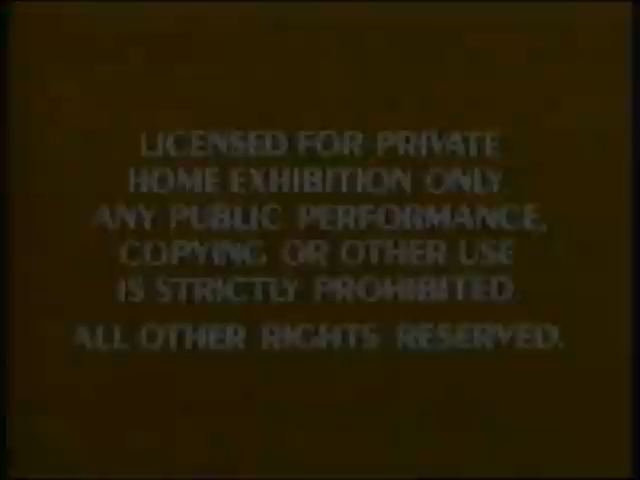 LICENSED FOR PRIVATE
HOME EXHIBITION ONLY.
ANY PUBLIC PERFORMANCE,
COPYING OR OTHER USE
IS STRICTLY PROHIBITED.
ALL OTHER RIGHTS RESERVED.